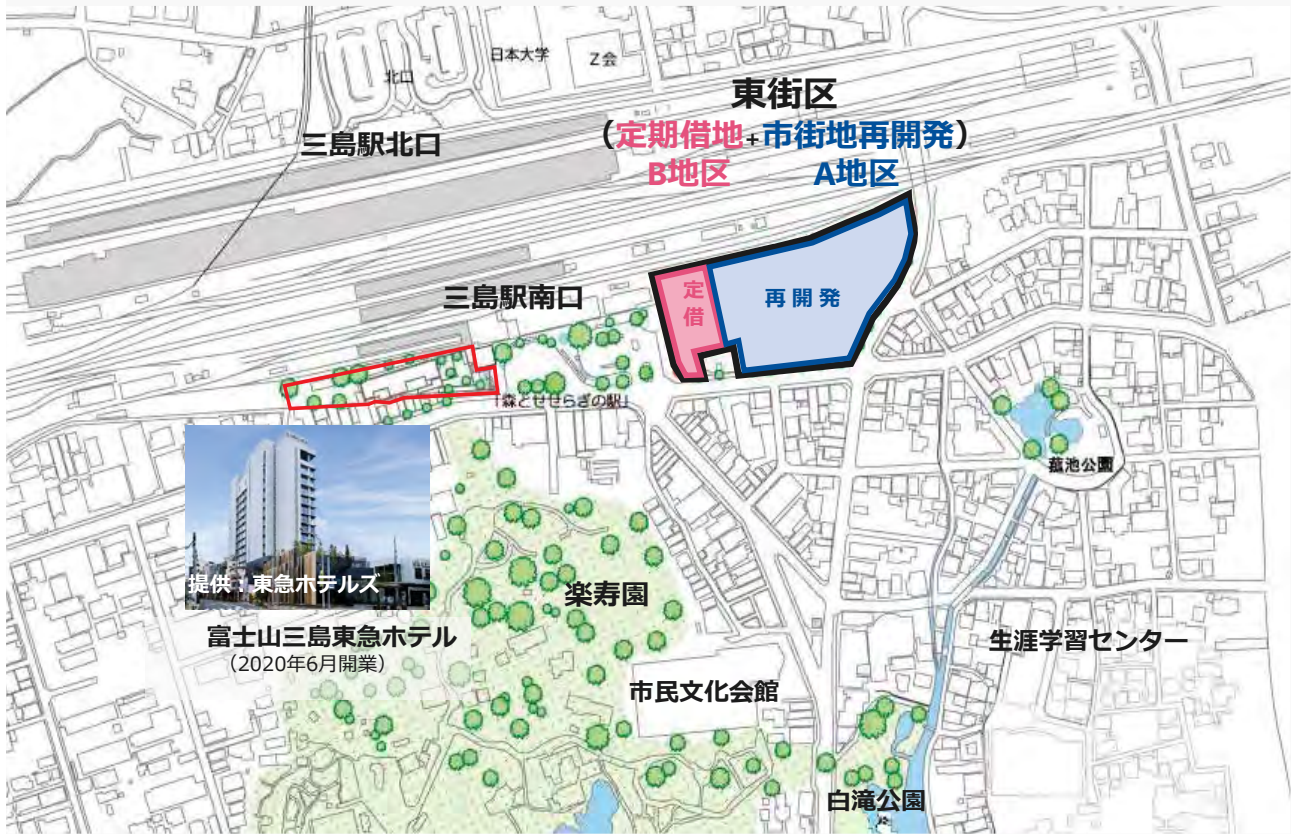 日本大学
Z会
北口
東街区
(定期借地+市街地再開発)
B地区 A地区
三島駅北口
三島駅南口
定借
再開発
「森とせせらぎの駅」
菰池公園
提供：東急ホテルズ
楽寿園
富士山三島東急ホテル
（2020年6月開業）
生涯学習センター
市民文化会館
白滝公園